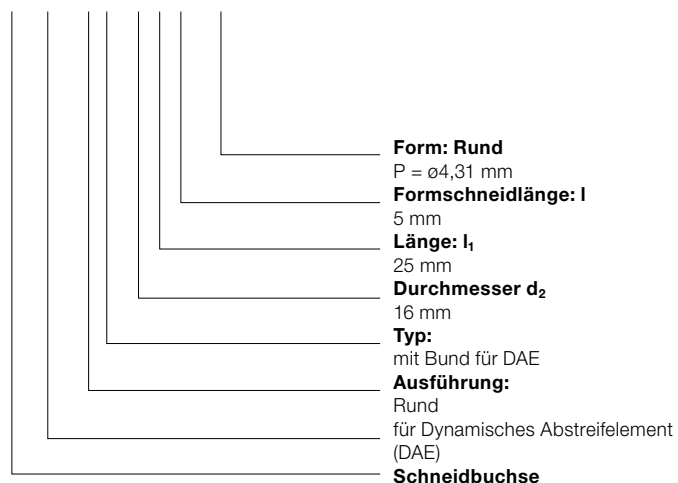 Form: Rund
P = ø4,31 mm
Formschneidlänge: l
5 mm
Länge: l₁
25 mm
Durchmesser d₂
16 mm
Typ:
mit Bund für DAE
Ausführung:
Rund
für Dynamisches Abstreifelement
(DAE)
Schneidbuchse